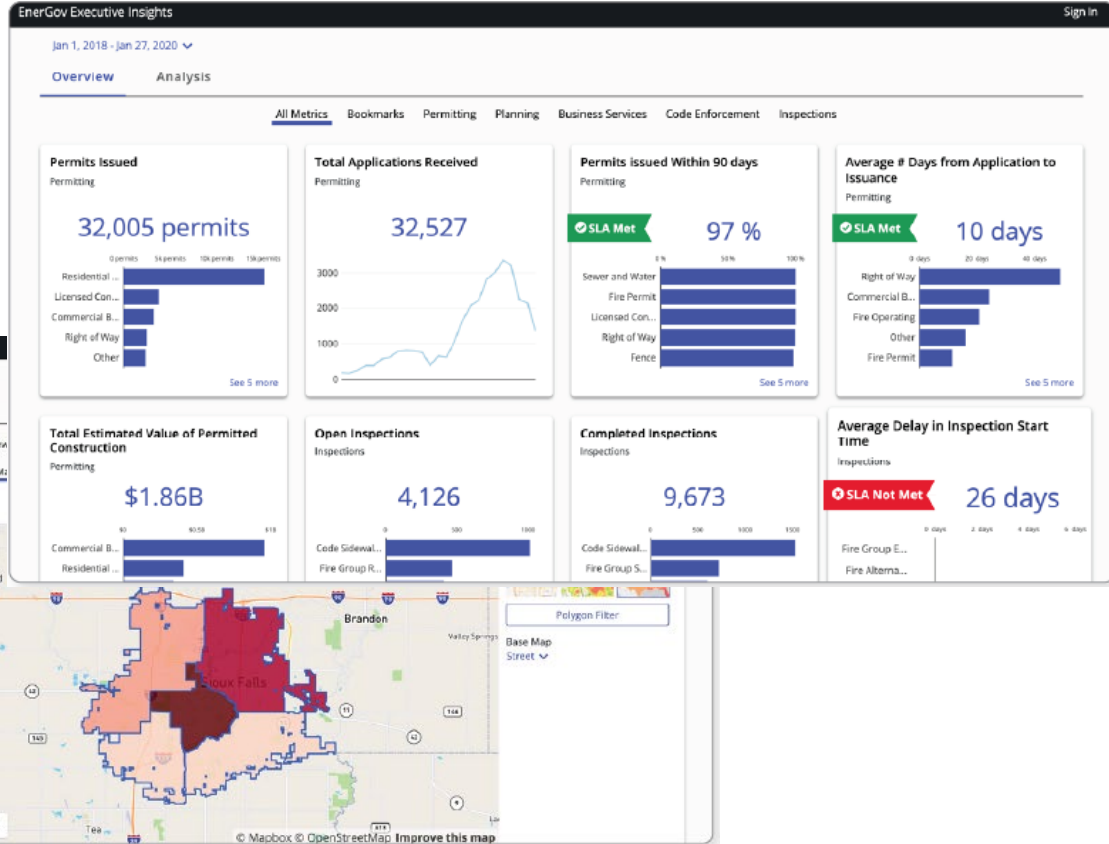 EnerGov Executive Insights
Sign In
Jan 1, 2018 - Jan 27, 2020
Overview Analysis
All Metrics Bookmarks Permitting Planning Business Services Code Enforcement Inspections
Permits Issued
Permitting
32,005 permits
0 permits 5k permits 10k permits 15k permits
Residential ...
Licensed Con...
Commercial B...
Right of Way
Other
See 5 more
Total Applications Received
Permitting
32,527
3000
2000
1000
0
Permits issued Within 90 days
Permitting
SLA Met
97 %
0 % 50 % 100 %
Sewer and Water
Fire Permit
Licensed Con...
Right of Way
Fence
See 5 more
Average # Days from Application to
Issuance
Permitting
SLA Met
10 days
0 days 20 days 40 days
Right of Way
Commercial B...
Fire Operating
Other
Fire Permit
See 5 more
Total Estimated Value of Permitted
Construction
Permitting
$1.86B
$0 $0.5B $1B
Commercial B...
Residential ...
Open Inspections
Inspections
4,126
0 500 1000
Code Sidewal...
Fire Group R...
Completed Inspections
Inspections
9,673
0 500 1000 1500
Code Sidewal...
Fire Group S...
Average Delay in Inspection Start
Time
Inspections
SLA Not Met
26 days
0 days 2 days 4 days 6 days
Fire Group E...
Fire Alterna...
Brandon
Valley Springs
Sioux Falls
11
Tea
Polygon Filter
Base Map
Street
© Mapbox © OpenStreetMap Improve this map